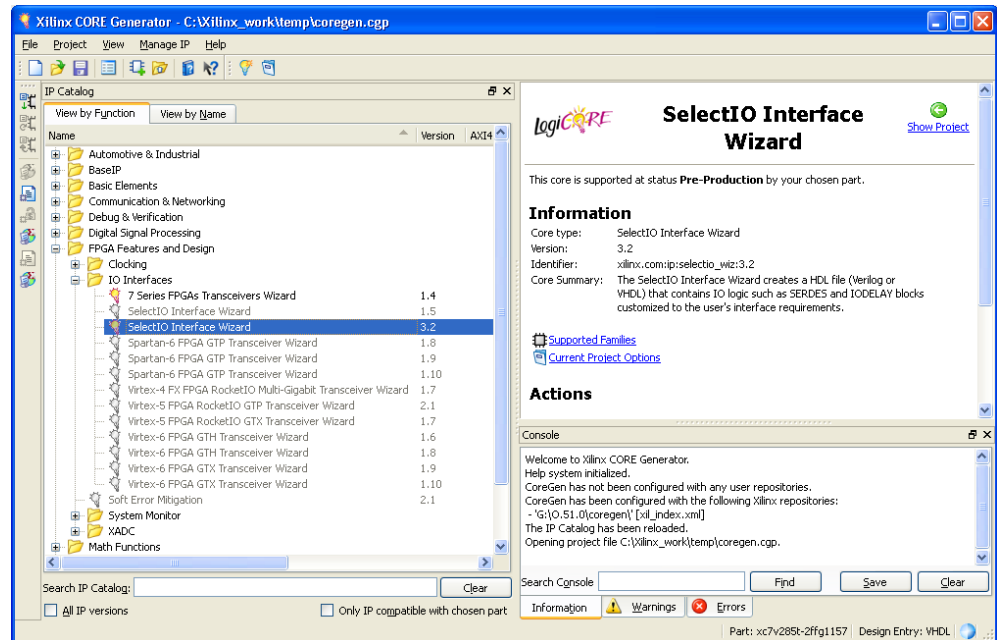 Xilinx CORE Generator - C:\Xilinx_work\temp\coregen.cgp
File Project View Manage IP Help
IP Catalog
View by Function View by Name
Name Version AXI4
Automotive & Industrial
BaseIP
Basic Elements
Communication & Networking
Debug & Verification
Digital Signal Processing
FPGA Features and Design
Clocking
IO Interfaces
7 Series FPGAs Transceivers Wizard 1.4
SelectIO Interface Wizard 1.5
SelectIO Interface Wizard 3.2
Spartan-6 FPGA GTP Transceiver Wizard 1.8
Spartan-6 FPGA GTP Transceiver Wizard 1.9
Spartan-6 FPGA GTP Transceiver Wizard 1.10
Virtex-4 FX FPGA RocketIO Multi-Gigabit Transceiver Wizard 1.7
Virtex-5 FPGA RocketIO GTP Transceiver Wizard 2.1
Virtex-5 FPGA RocketIO GTX Transceiver Wizard 1.7
Virtex-6 FPGA GTH Transceiver Wizard 1.6
Virtex-6 FPGA GTH Transceiver Wizard 1.8
Virtex-6 FPGA GTX Transceiver Wizard 1.9
Virtex-6 FPGA GTX Transceiver Wizard 1.10
Soft Error Mitigation 2.1
System Monitor
XADC
Math Functions
Search IP Catalog: Clear
All IP versions Only IP compatible with chosen part
LogiCORE
SelectIO Interface
Wizard
Show Project
This core is supported at status Pre-Production by your chosen part.
Information
Core type: SelectIO Interface Wizard
Version: 3.2
Identifier: xilinx.com:ip:selectio_wiz:3.2
Core Summary: The SelectIO Interface Wizard creates a HDL file (Verilog or
VHDL) that contains IO logic such as SERDES and IODELAY blocks
customized to the user's interface requirements.
Supported Families
Current Project Options
Actions
Console
Welcome to Xilinx CORE Generator.
Help system initialized.
CoreGen has not been configured with any user repositories.
CoreGen has been configured with the following Xilinx repositories:
- 'G:\O.51.0\coregen\' [xil_index.xml]
The IP Catalog has been reloaded.
Opening project file C:\Xilinx_work\temp\coregen.cgp.
Search Console Find Save Clear
Information Warnings Errors
Part: xc7v285t-2ffg1157 Design Entry: VHDL